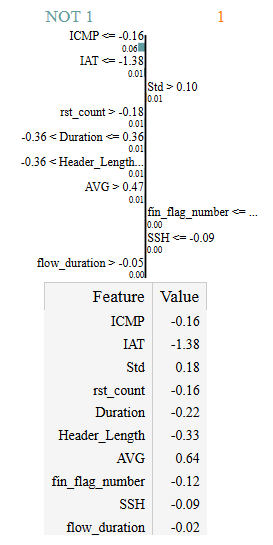 NOT 1 1
ICMP <= -0.16
0.06
IAT <= -1.38
0.01
Std > 0.10
0.01
rst_count > -0.18
0.01
-0.36 < Duration <= 0.36
0.01
-0.36 < Header_Length...
0.01
AVG > 0.47
0.01
fin_flag_number <= ...
0.00
SSH <= -0.09
0.00
flow_duration > -0.05
0.00
Feature Value
ICMP -0.16
IAT -1.38
Std 0.18
rst_count -0.16
Duration -0.22
Header_Length -0.33
AVG 0.64
fin_flag_number -0.12
SSH -0.09
flow_duration -0.02